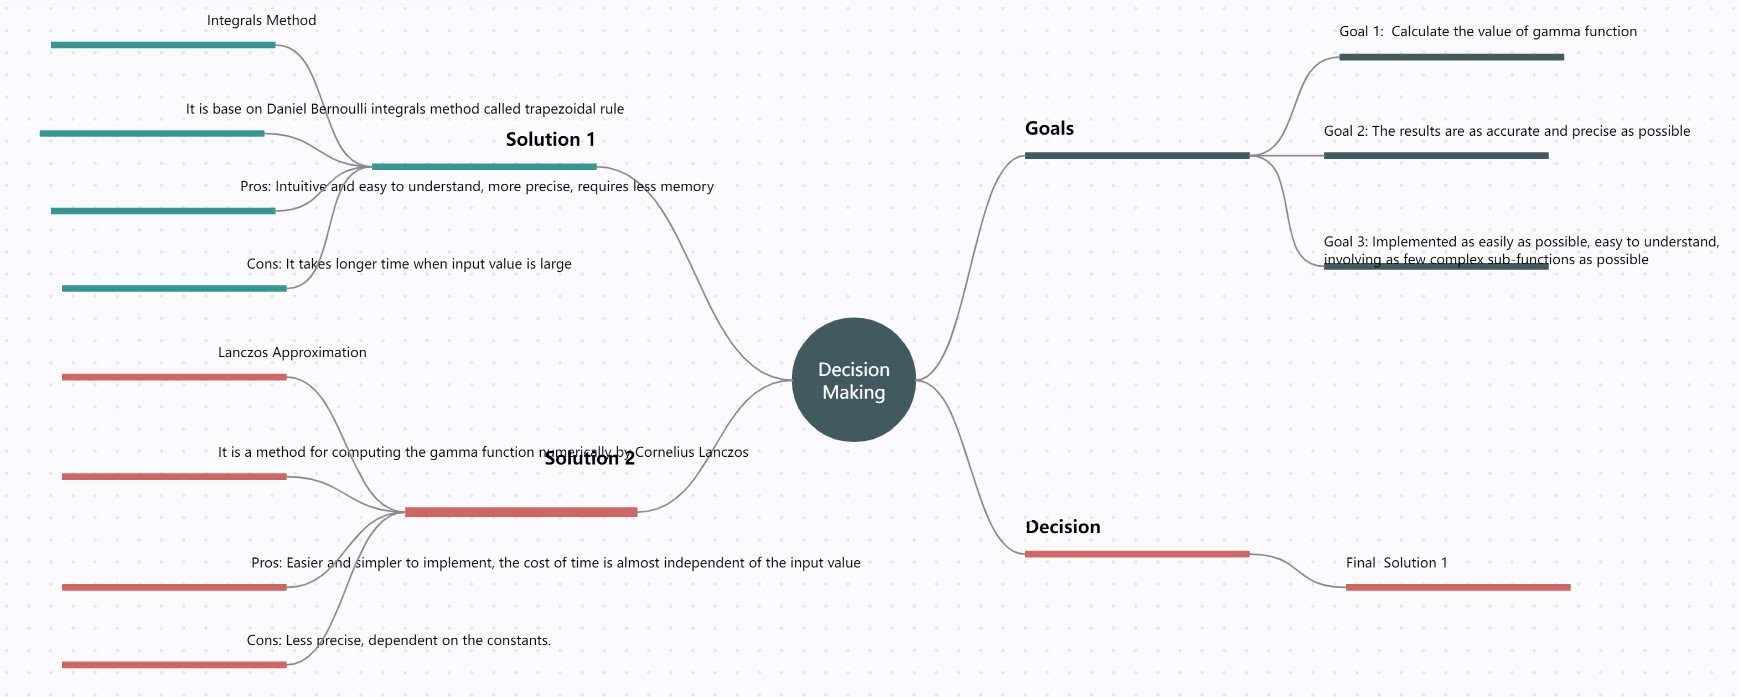 Integrals Method
It is base on Daniel Bernoulli integrals method called trapezoidal rule
Solution 1
Pros: Intuitive and easy to understand, more precise, requires less memory
Cons: It takes longer time when input value is large
Lanczos Approximation
It is a method for computing the gamma function numerically by Cornelius Lanczos
Solution 2
Pros: Easier and simpler to implement, the cost of time is almost independent of the input value
Cons: Less precise, dependent on the constants.
Decision
Making
Goals
Goal 1:  Calculate the value of gamma function
Goal 2: The results are as accurate and precise as possible
Goal 3: Implemented as easily as possible, easy to understand,
involving as few complex sub-functions as possible
Decision
Final  Solution 1